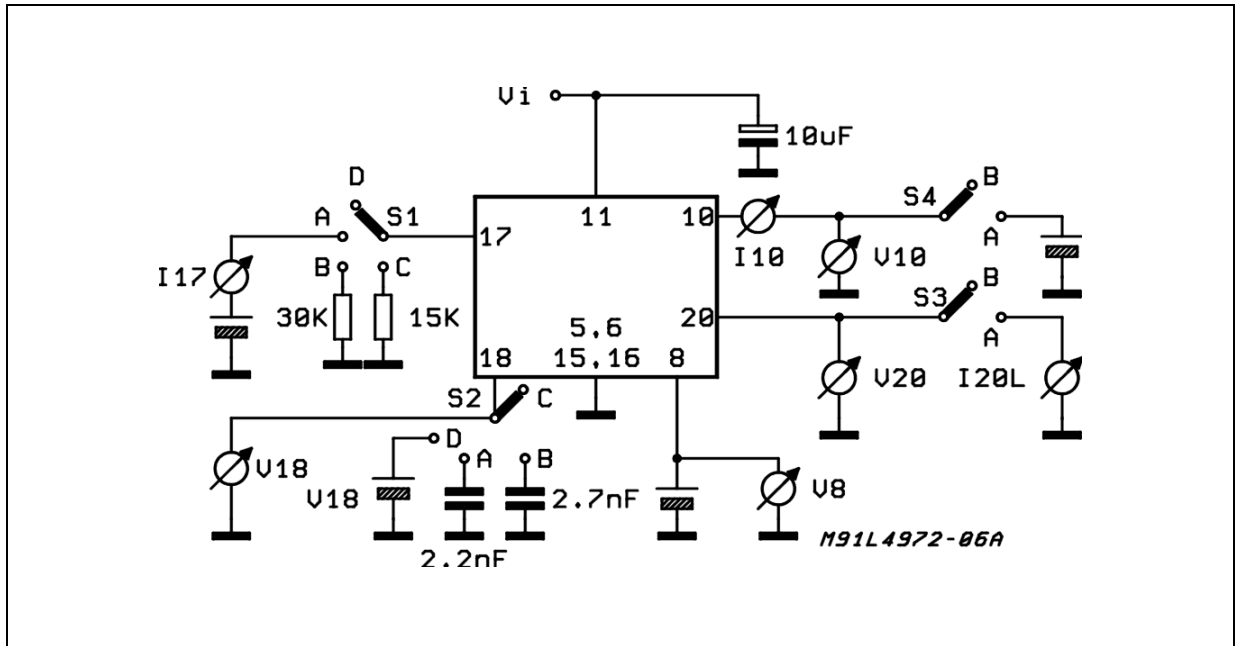 Vi
10uF
D
B
A
S1
S4
17
11
10
A
I10
V10
I17
B
C
B
S3
30K
15K
20
A
5,6
18
15,16
8
V20
I20L
S2
C
D
A
B
V18
V18
2.7nF
V8
M91L4972-06A
2.2nF